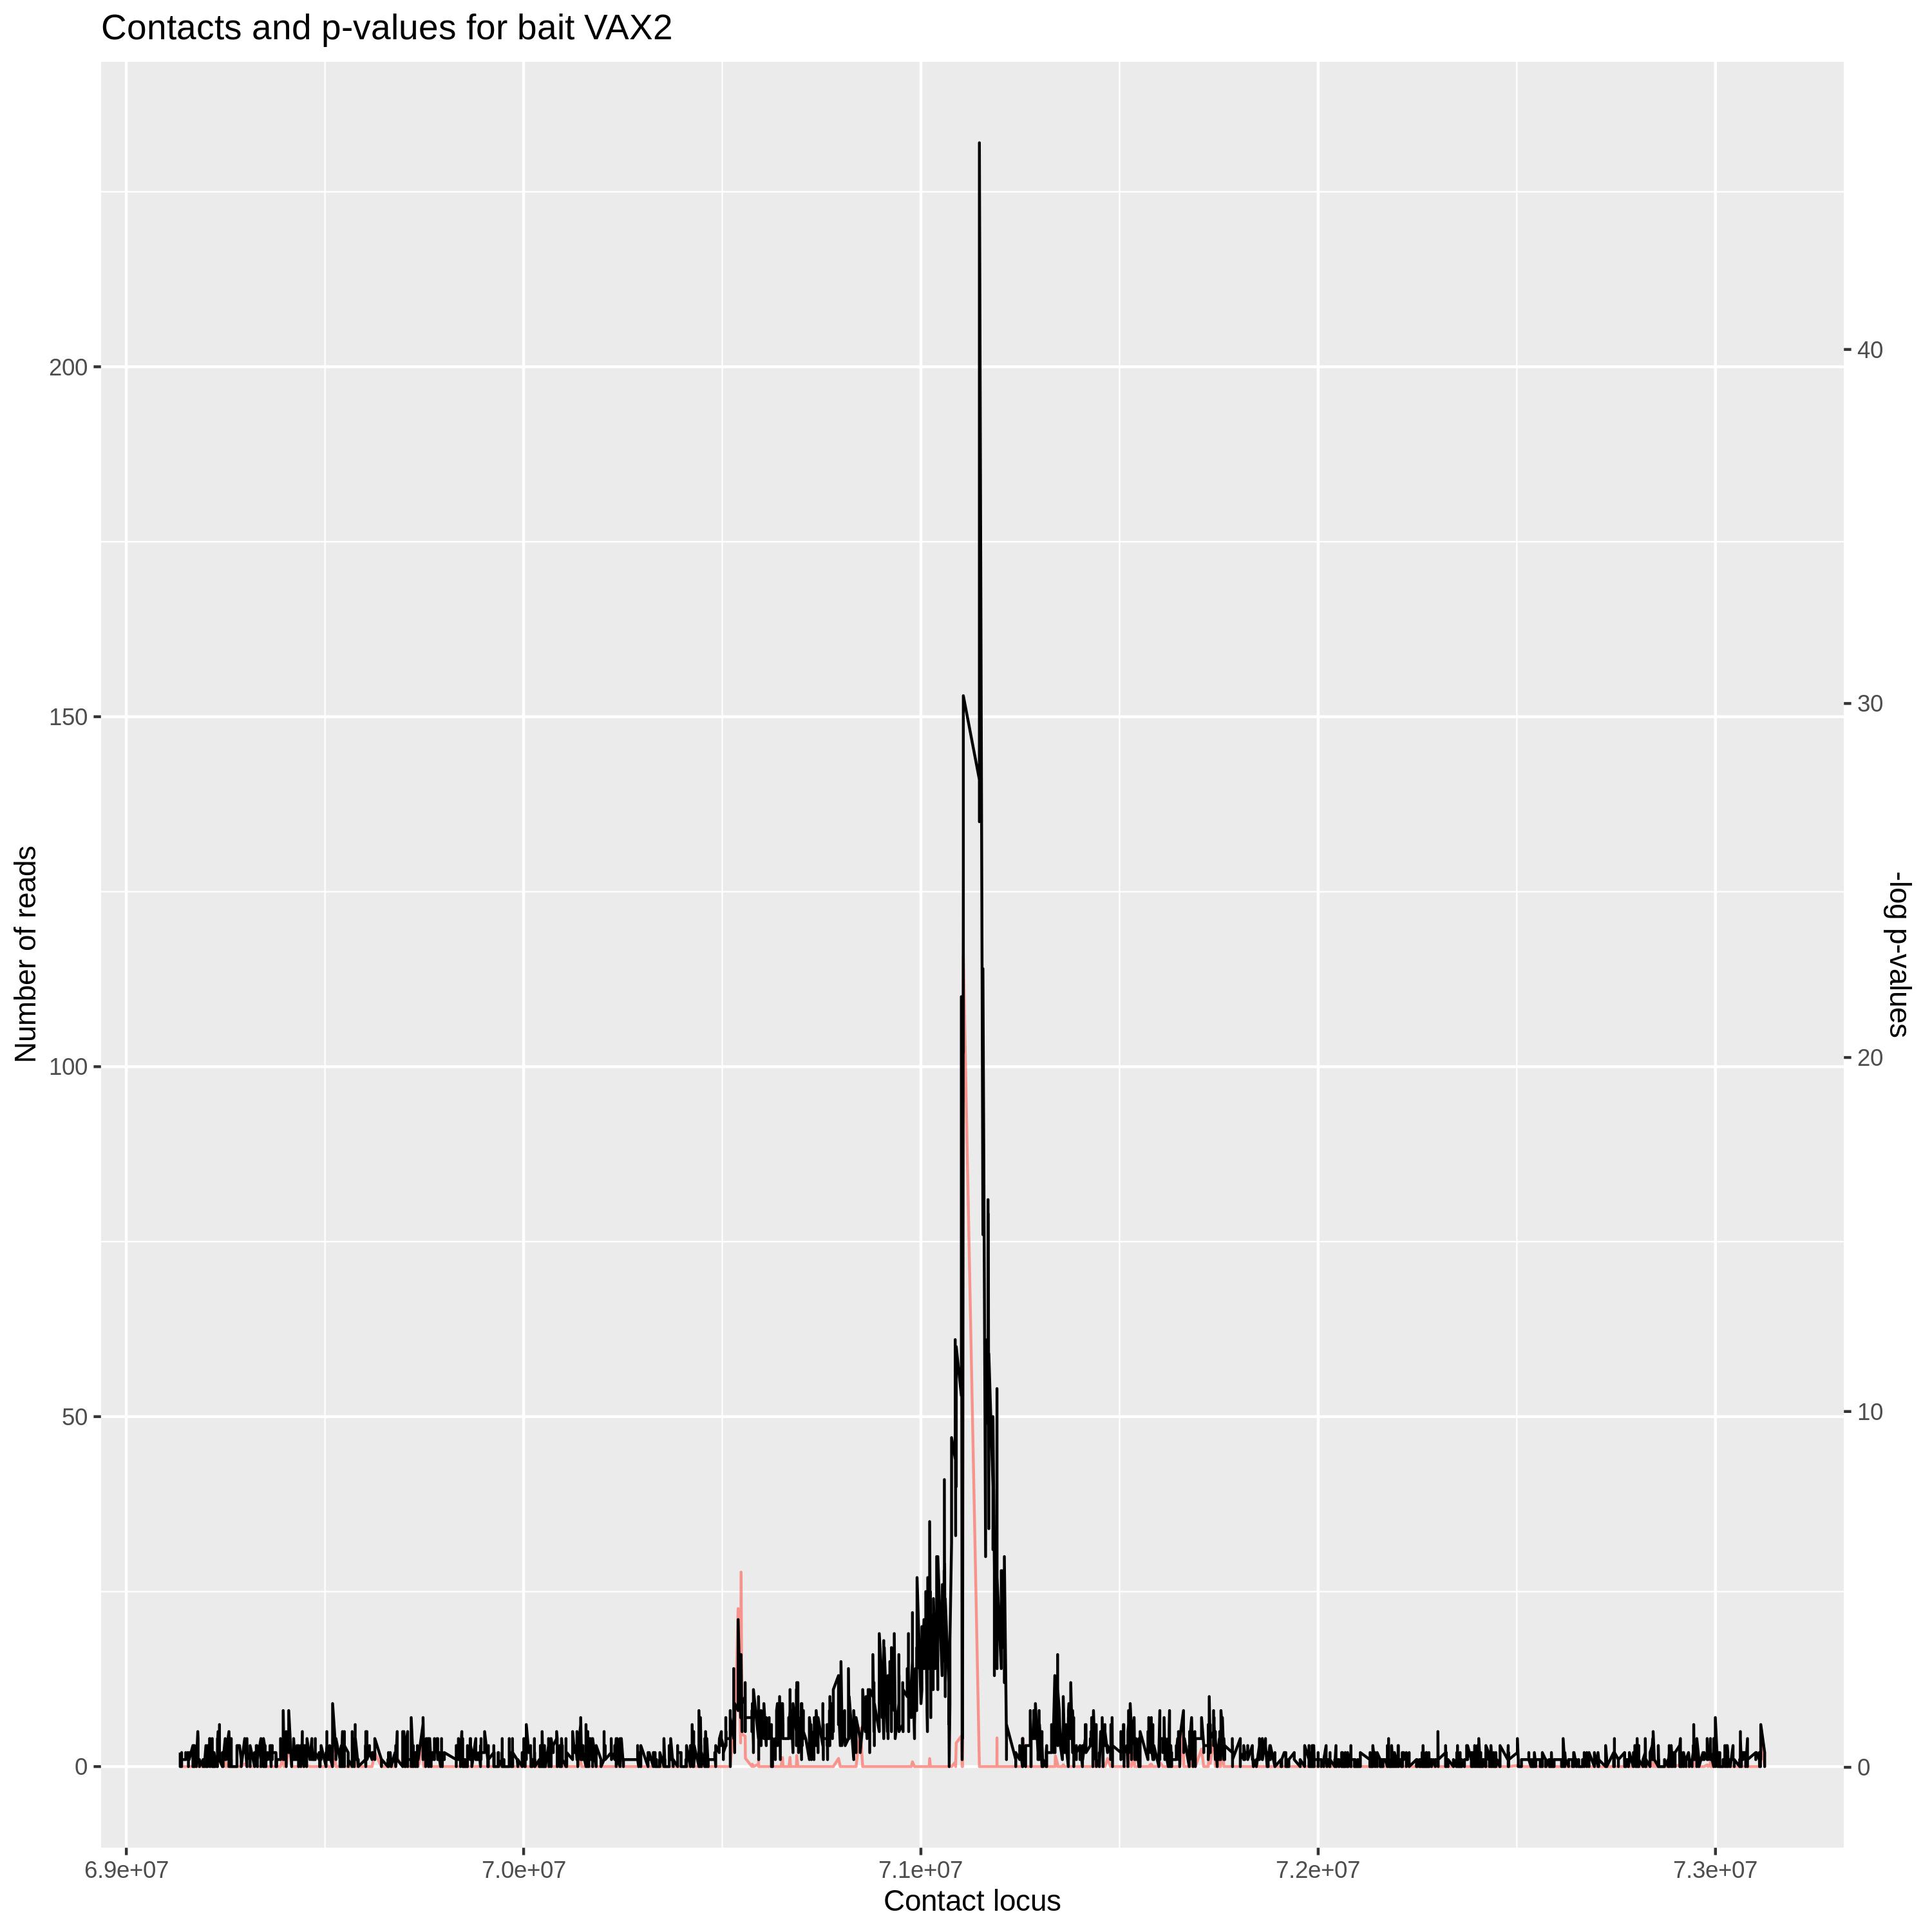 Contacts and p-values for bait VAX2
Number of reads
200
150
100
50
0
40
30
20
10
0
-log p-values
6.9e+07 7.0e+07 7.1e+07 7.2e+07 7.3e+07
Contact locus